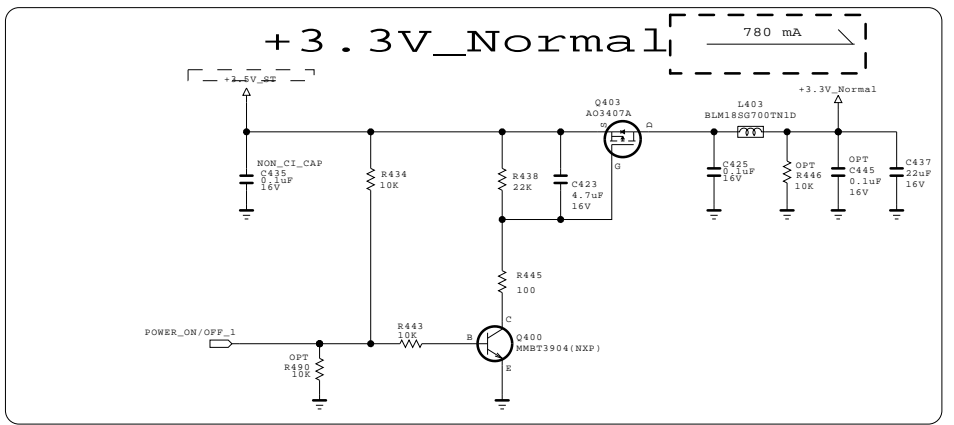 +3.3V_Normal
780 mA
+3.5V_ST
+3.3V_Normal
Q403
AO3407A
L403
BLM18SG700TN1D
S
D
G
NON_CI_CAP
C435
0.1uF
16V
R434
10K
R438
22K
C423
4.7uF
16V
C425
0.1uF
16V
OPT
R446
10K
OPT
C445
0.1uF
16V
C437
22uF
16V
R445
100
POWER_ON/OFF_1
R443
10K
B
C
Q400
MMBT3904(NXP)
E
OPT
R490
10K